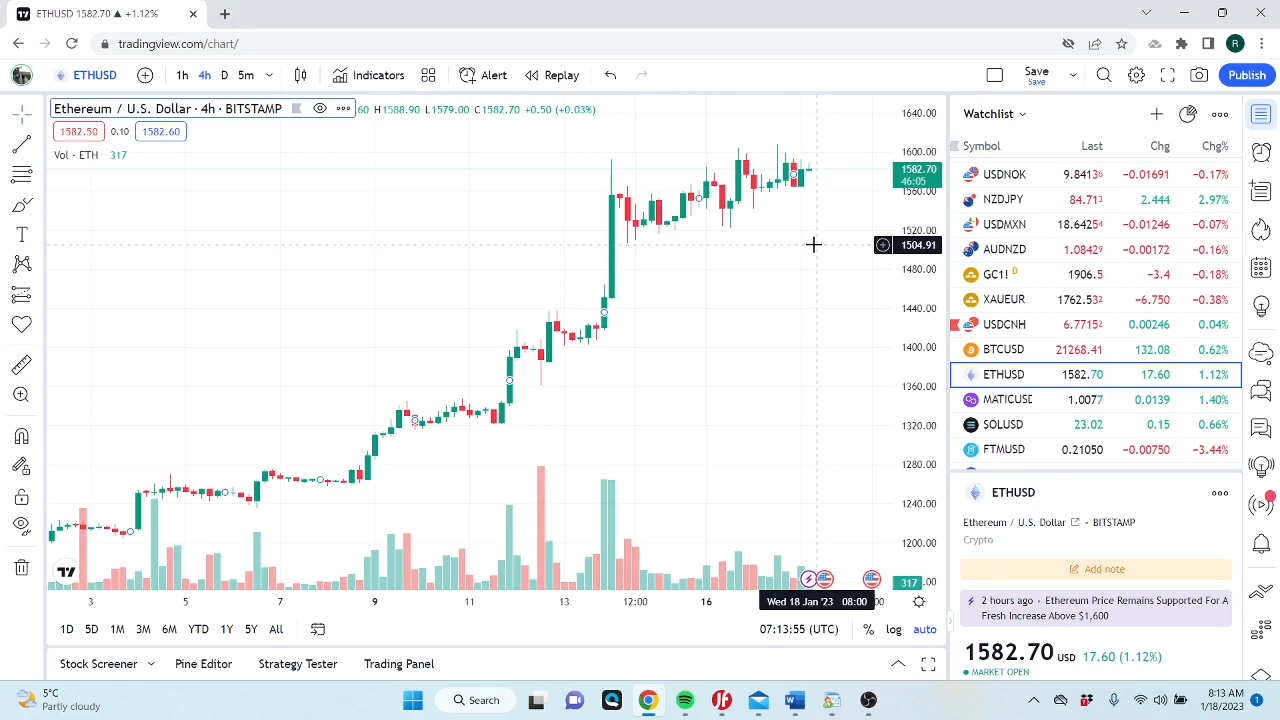 ETHUSD 1582.70 ▲ +1.12%
tradingview.com/chart/
R
ETHUSD 1h 4h D 5m Indicators Alert Replay Save Save Publish
Ethereum / U.S. Dollar · 4h · BITSTAMP 60 H1588.90 L1579.00 C1582.70 +0.50 (+0.03%)
1582.50 0.10 1582.60
Vol · ETH 317
1640.00
1600.00
1582.70
46:05
1560.00
1520.00
1504.91
1480.00
1440.00
1400.00
1360.00
1320.00
1280.00
1240.00
1200.00
317
3 5 7 9 11 13 12:00 16 Wed 18 Jan '23 08:00
1D 5D 1M 3M 6M YTD 1Y 5Y All 07:13:55 (UTC) % log auto
Stock Screener Pine Editor Strategy Tester Trading Panel
Watchlist
Symbol Last Chg Chg%
USDNOK 9.8413⁶ −0.01691 −0.17%
NZDJPY 84.71³ 2.444 2.97%
USDMXN 18.6425⁴ −0.01246 −0.07%
AUDNZD 1.0842⁹ −0.00172 −0.16%
GC1! D 1906.5 −3.4 −0.18%
XAUEUR 1762.53² −6.750 −0.38%
USDCNH 6.7715² 0.00246 0.04%
BTCUSD 21268.41 132.08 0.62%
ETHUSD 1582.70 17.60 1.12%
MATICUSD 1.0077 0.0139 1.40%
SOLUSD 23.02 0.15 0.66%
FTMUSD 0.21050 −0.00750 −3.44%
ETHUSD
Ethereum / U.S. Dollar · BITSTAMP
Crypto
Add note
2 hours ago · Ethereum Price Remains Supported For A
Fresh Increase Above $1,600
1582.70 USD 17.60 (1.12%)
MARKET OPEN
5°C
Partly cloudy
Search
8:13 AM
1/18/2023
1